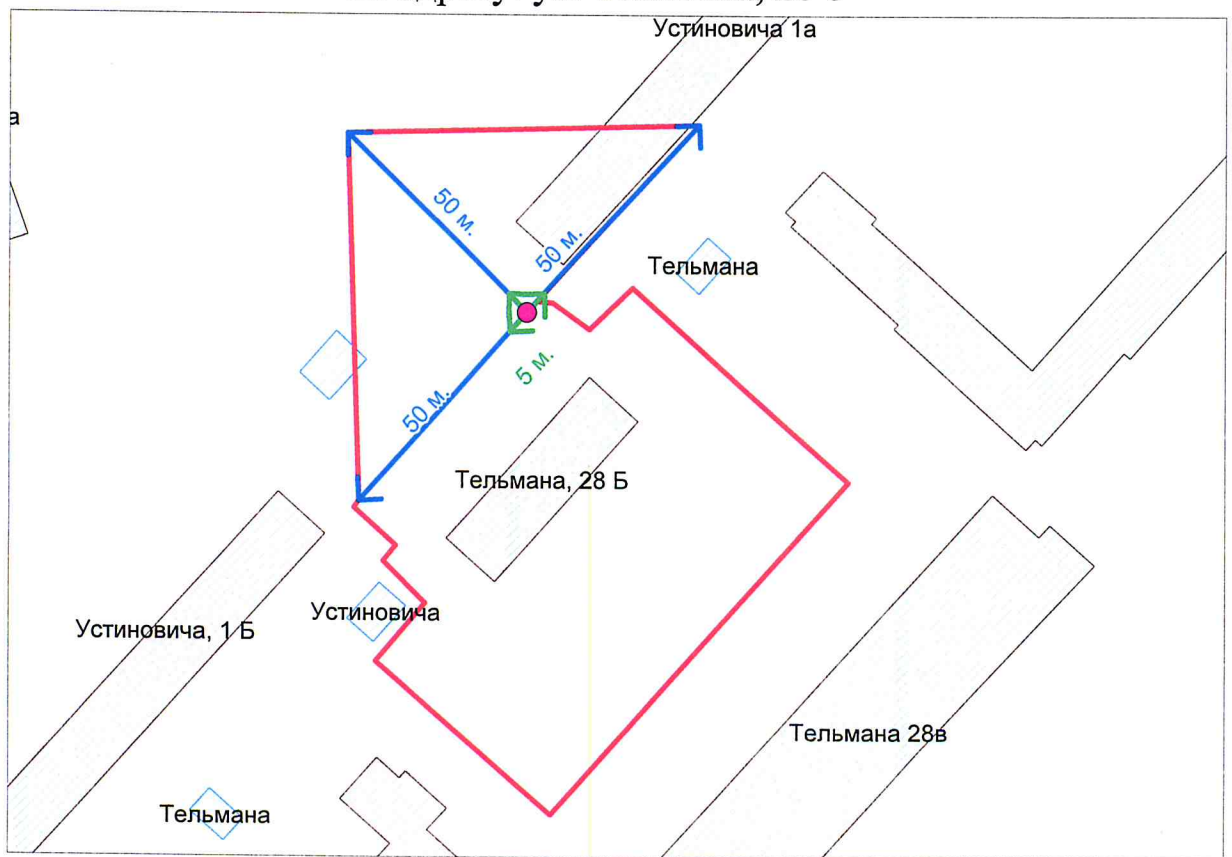 Устиновича 1а
а
50 м.
50 м.
Тельмана
5 м.
50 м.
Тельмана, 28 Б
Устиновича
Устиновича, 1 Б
Тельмана 28в
Тельмана